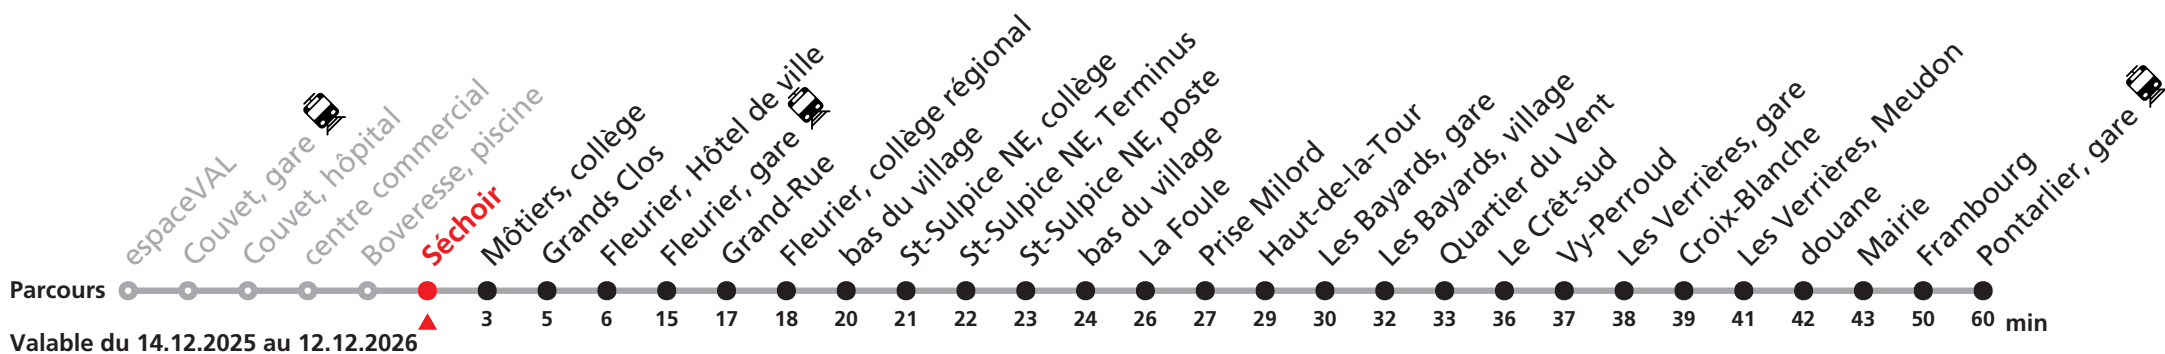 espaceVAL
Couvet, gare
Couvet, hôpital
centre commercial
Boveresse, piscine
Séchoir
Môtiers, collège
Grands Clos
Fleurier, Hôtel de ville
Fleurier, gare
Grand-Rue
Fleurier, collège régional
bas du village
St-Sulpice NE, collège
St-Sulpice NE, Terminus
St-Sulpice NE, poste
bas du village
La Foule
Prise Milord
Haut-de-la-Tour
Les Bayards, gare
Les Bayards, village
Quartier du Vent
Le Crêt-sud
Vy-Perroud
Les Verrières, gare
Croix-Blanche
Les Verrières, Meudon
douane
Mairie
Frambourg
Pontarlier, gare
Parcours
3 5 6 15 17 18 20 21 22 23 24 26 27 29 30 32 33 36 37 38 39 41 42 43 50 60 min
Valable du 14.12.2025 au 12.12.2026